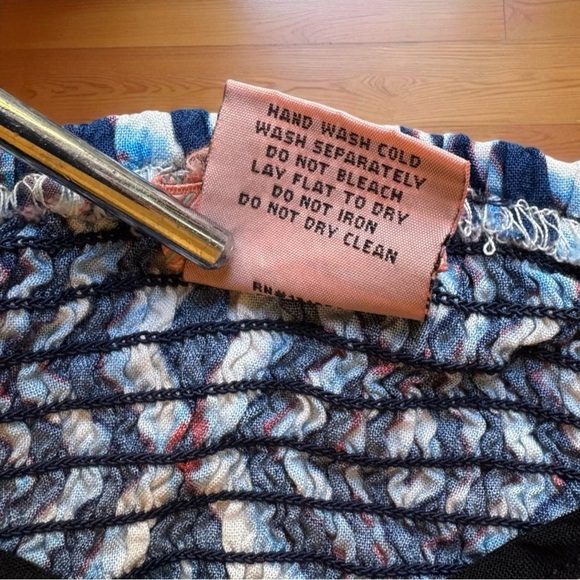 HAND WASH COLD
WASH SEPARATELY
DO NOT BLEACH
LAY FLAT TO DRY
DO NOT IRON
DO NOT DRY CLEAN